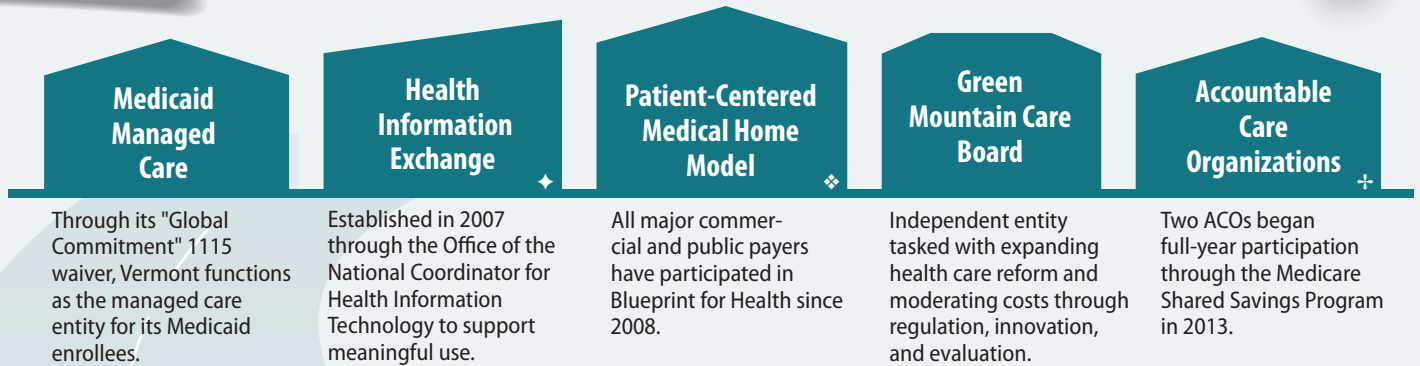 Medicaid
Managed
Care
Through its "Global
Commitment" 1115
waiver, Vermont functions
as the managed care
entity for its Medicaid
enrollees.
Health
Information
Exchange
✦
Established in 2007
through the Office of the
National Coordinator for
Health Information
Technology to support
meaningful use.
Patient-Centered
Medical Home
Model
❖
All major commer-
cial and public payers
have participated in
Blueprint for Health since
2008.
Green
Mountain Care
Board
Independent entity
tasked with expanding
health care reform and
moderating costs through
regulation, innovation,
and evaluation.
Accountable
Care
Organizations
✢
Two ACOs began
full-year participation
through the Medicare
Shared Savings Program
in 2013.